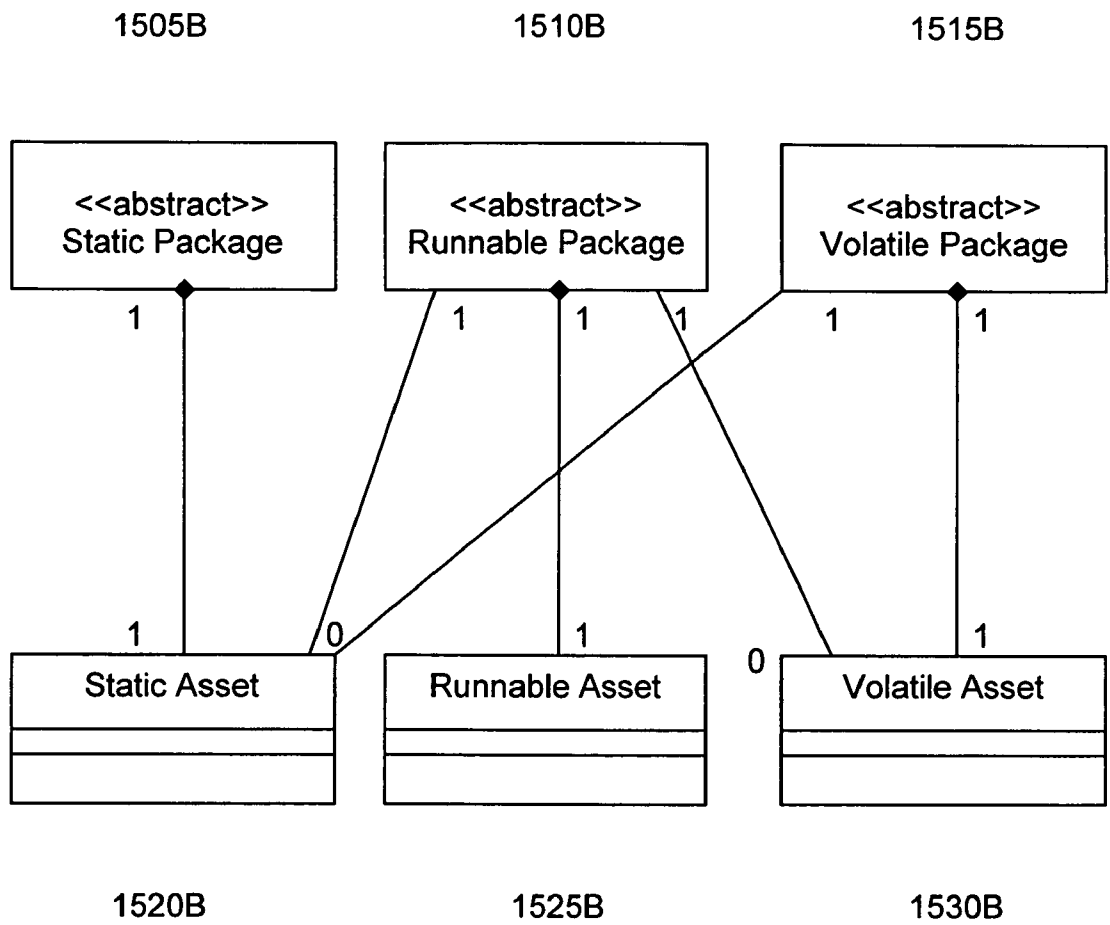 1505B
1510B
1515B
<<abstract>>
Static Package
<<abstract>>
Runnable Package
<<abstract>>
Volatile Package
1
1
1
1
1
1
1
0
1
0
1
Static Asset
Runnable Asset
Volatile Asset
1520B
1525B
1530B